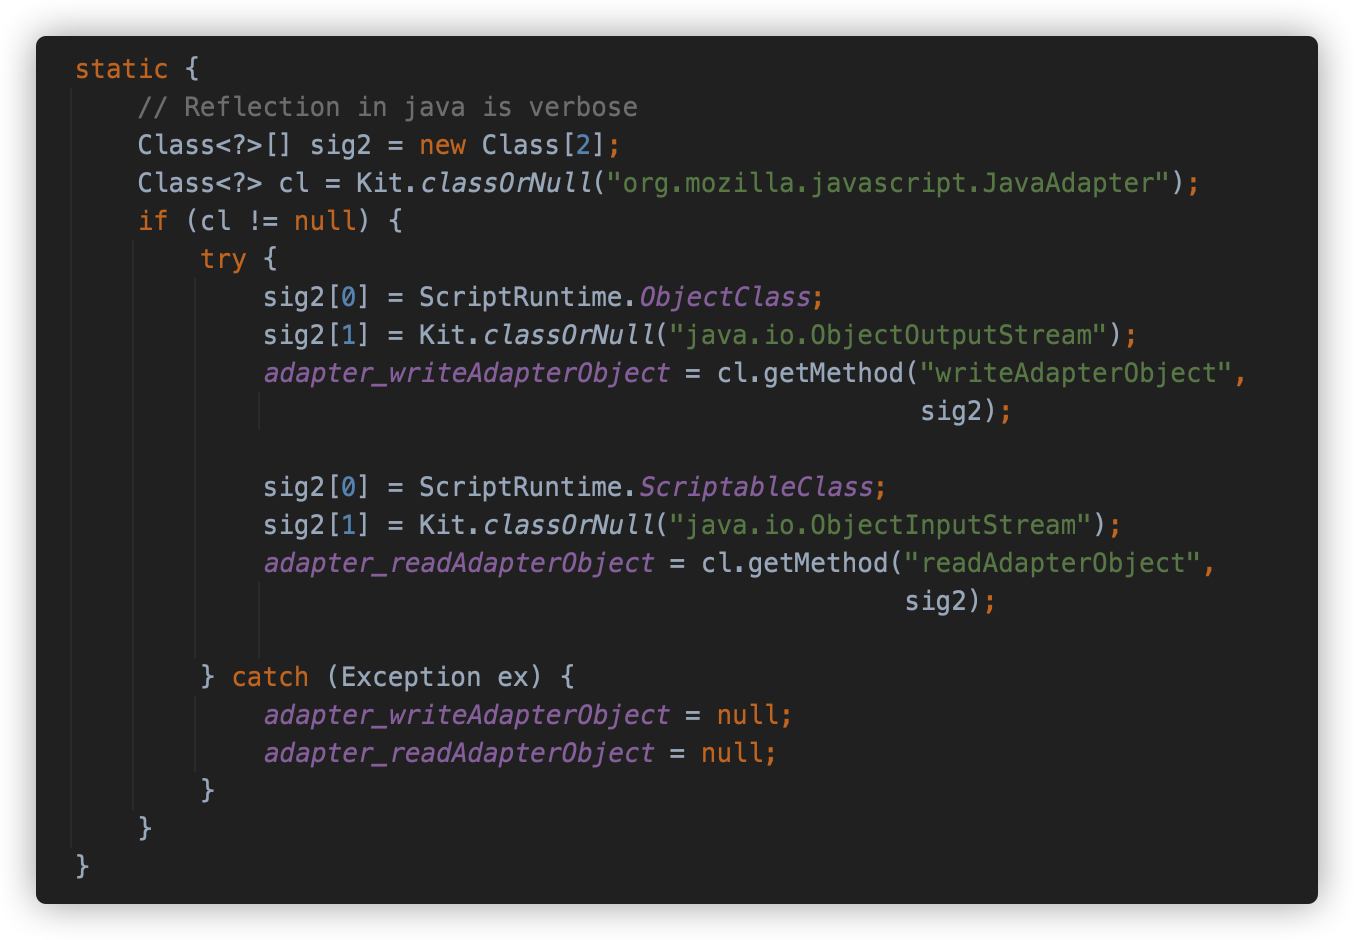 static {
    // Reflection in java is verbose
    Class<?>[] sig2 = new Class[2];
    Class<?> cl = Kit.classOrNull("org.mozilla.javascript.JavaAdapter");
    if (cl != null) {
        try {
            sig2[0] = ScriptRuntime.ObjectClass;
            sig2[1] = Kit.classOrNull("java.io.ObjectOutputStream");
            adapter_writeAdapterObject = cl.getMethod("writeAdapterObject",
                                                      sig2);

            sig2[0] = ScriptRuntime.ScriptableClass;
            sig2[1] = Kit.classOrNull("java.io.ObjectInputStream");
            adapter_readAdapterObject = cl.getMethod("readAdapterObject",
                                                     sig2);

        } catch (Exception ex) {
            adapter_writeAdapterObject = null;
            adapter_readAdapterObject = null;
        }
    }
}